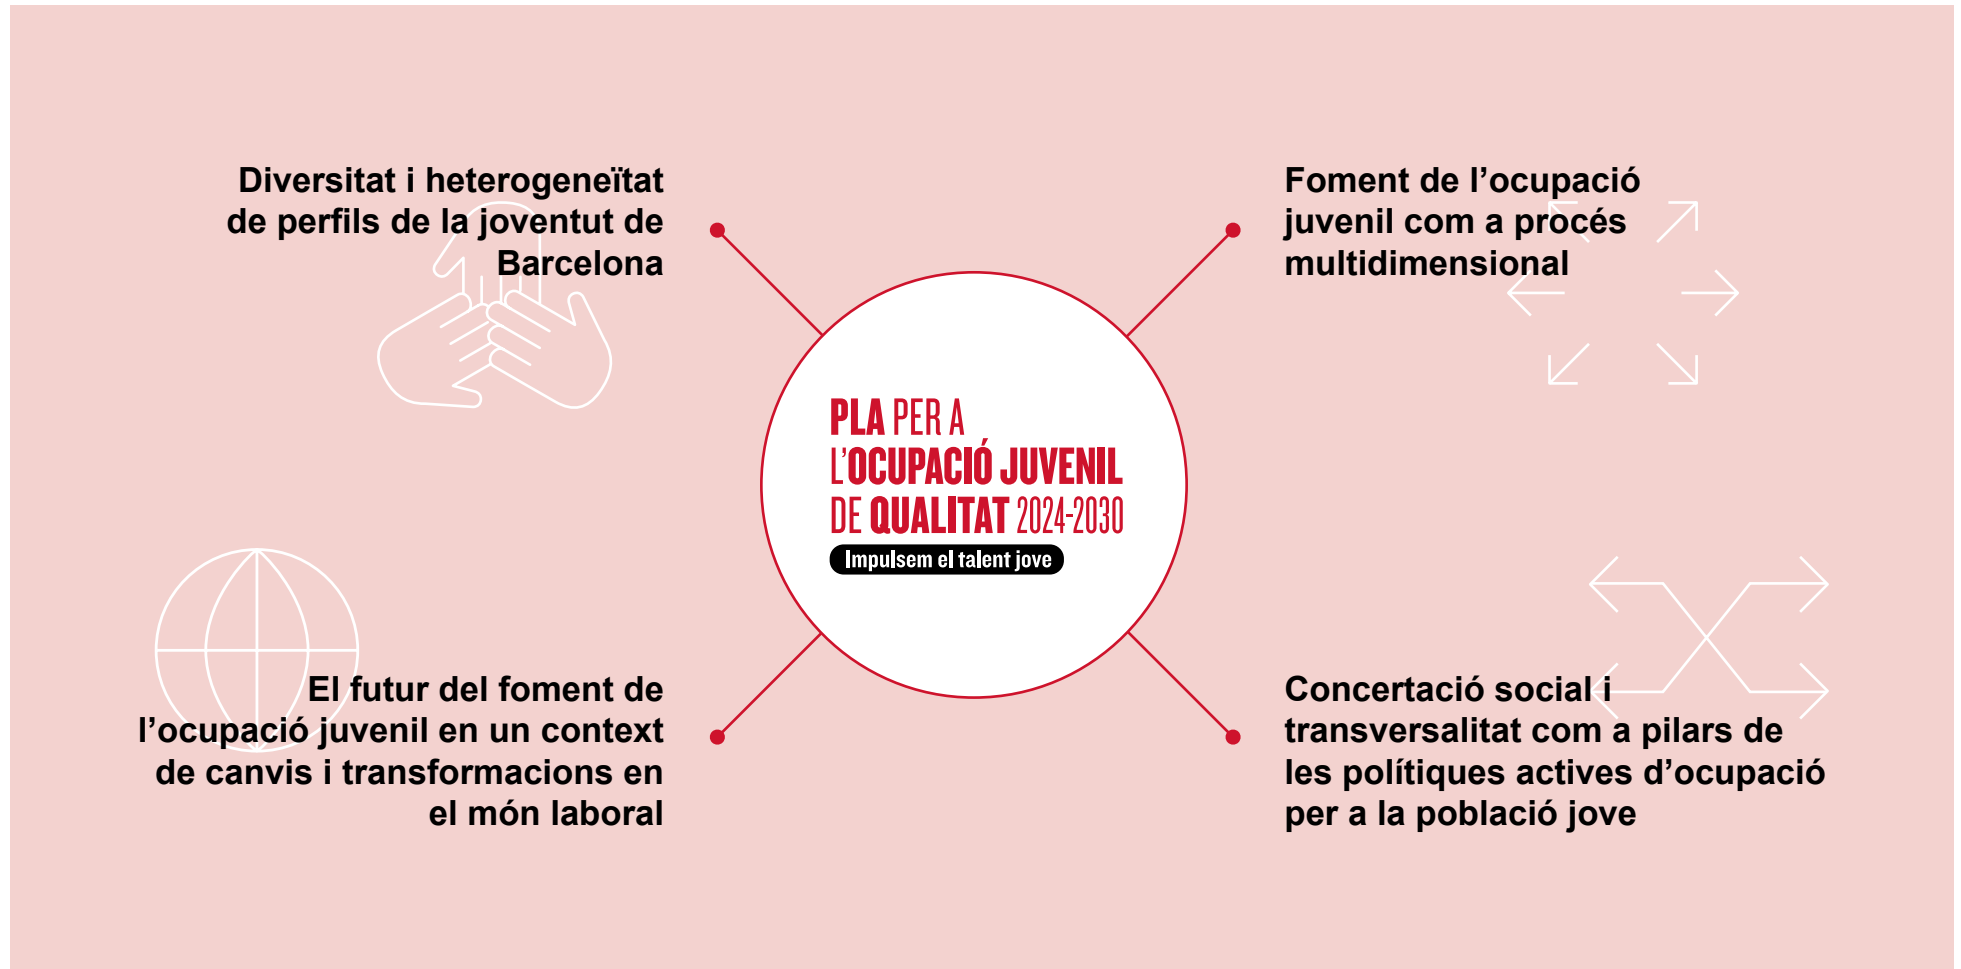 Diversitat i heterogeneïtat
de perfils de la joventut de
Barcelona
Foment de l’ocupació
juvenil com a procés
multidimensional
PLA PER A
L’OCUPACIÓ JUVENIL
DE QUALITAT 2024-2030
Impulsem el talent jove
El futur del foment de
l’ocupació juvenil en un context
de canvis i transformacions en
el món laboral
Concertació social i
transversalitat com a pilars de
les polítiques actives d’ocupació
per a la població jove